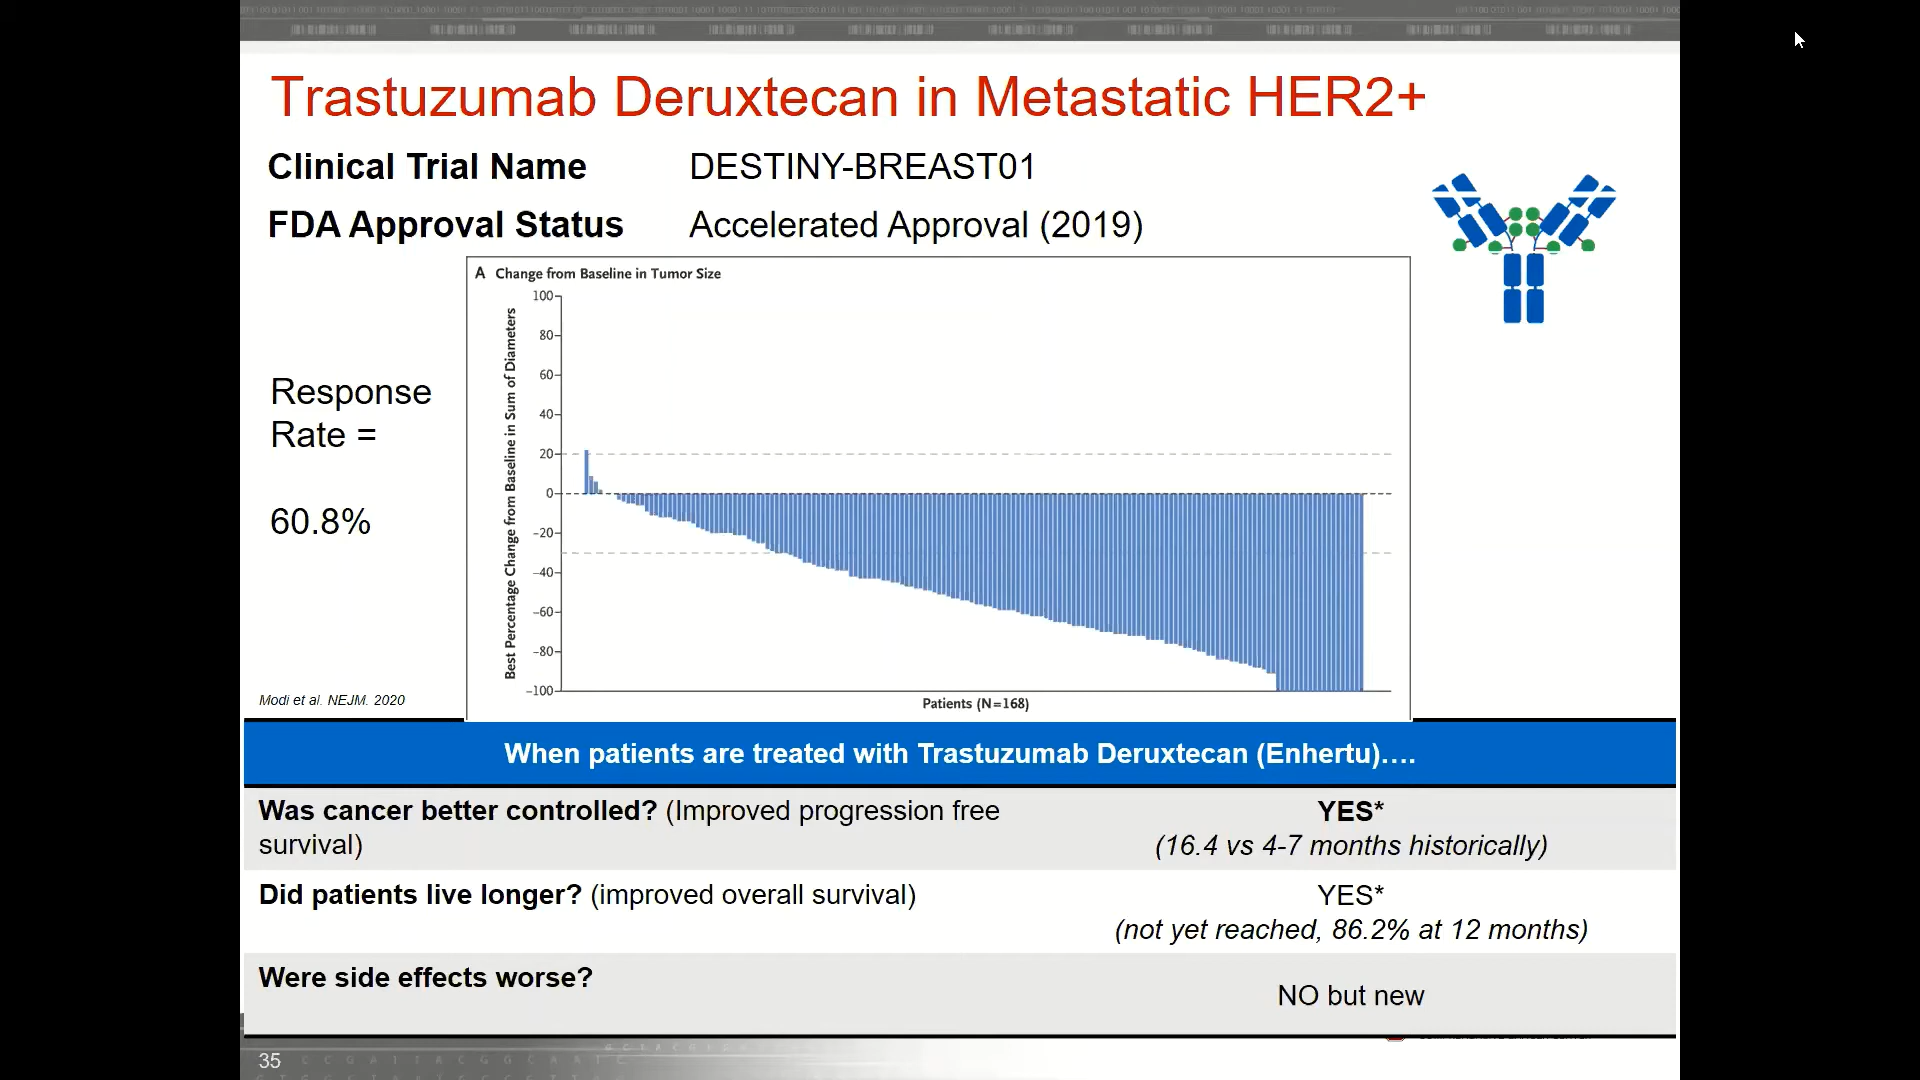 Trastuzumab Deruxtecan in Metastatic HER2+
Clinical Trial Name DESTINY-BREAST01
FDA Approval Status Accelerated Approval (2019)
A Change from Baseline in Tumor Size
Best Percentage Change from Baseline in Sum of Diameters
100
80
60
40
20
0
–20
–40
–60
–80
–100
Patients (N=168)
Response
Rate =
60.8%
Modi et al. NEJM. 2020
When patients are treated with Trastuzumab Deruxtecan (Enhertu)….
Was cancer better controlled? (Improved progression free
survival)
YES*
(16.4 vs 4-7 months historically)
Did patients live longer? (improved overall survival)
YES*
(not yet reached, 86.2% at 12 months)
Were side effects worse?
NO but new
35